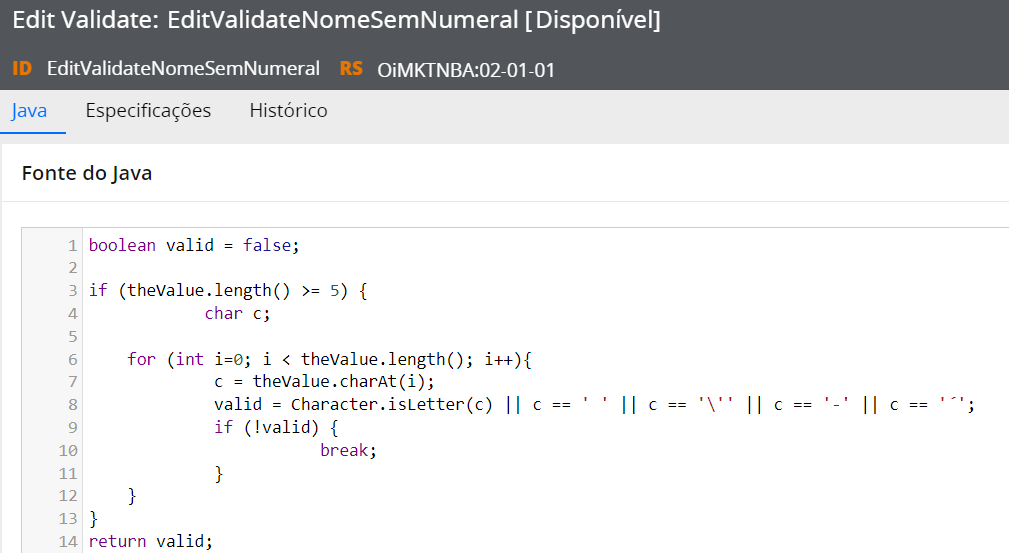 Edit Validate: EditValidateNomeSemNumeral [Disponível]
ID EditValidateNomeSemNumeral RS OiMKTNBA:02-01-01
Java Especificações Histórico
Fonte do Java
1 boolean valid = false;
2
3 if (theValue.length() >= 5) {
4 char c;
5
6 for (int i=0; i < theValue.length(); i++){
7 c = theValue.charAt(i);
8 valid = Character.isLetter(c) || c == ' ' || c == '\'' || c == '-' || c == '´';
9 if (!valid) {
10 break;
11 }
12 }
13 }
14 return valid;